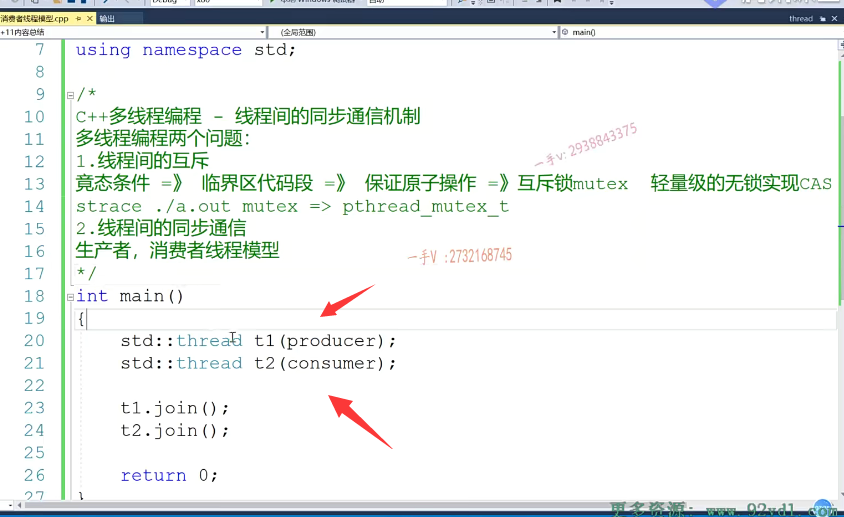 消费者线程模型.cpp 输出 thread
+11内容总结 (全局范围) main()
7 using namespace std;
8
9 /*
10 C++多线程编程 - 线程间的同步通信机制
11 多线程编程两个问题:
12 1.线程间的互斥
一手v: 2938843375
13 竟态条件 =》 临界区代码段 =》 保证原子操作 =》互斥锁mutex 轻量级的无锁实现CAS
14 strace ./a.out mutex => pthread_mutex_t
15 2.线程间的同步通信
16 生产者，消费者线程模型
一手V :2732168745
17 */
18 int main()
19 {
20 std::thread t1(producer);
21 std::thread t2(consumer);
22
23 t1.join();
24 t2.join();
25
26 return 0;
27 }
更多资源: www.92vdl.com